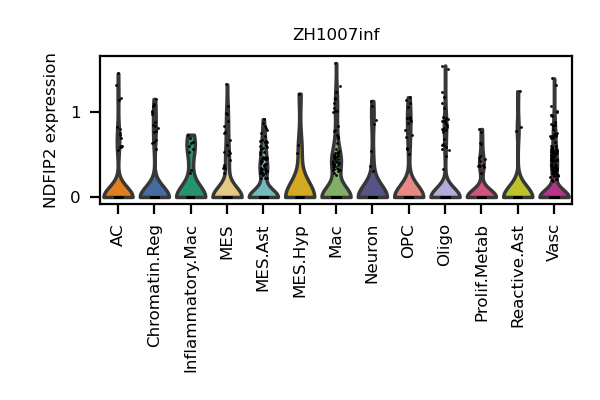 ZH1007inf
NDFIP2 expression
1
0
AC
Chromatin.Reg
Inflammatory.Mac
MES
MES.Ast
MES.Hyp
Mac
Neuron
OPC
Oligo
Prolif.Metab
Reactive.Ast
Vasc